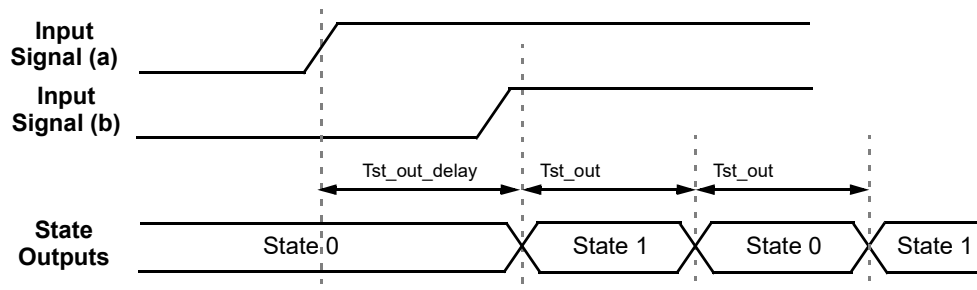 Input
Signal (a)
Input
Signal (b)
Tst_out_delay
Tst_out
Tst_out
State
Outputs
State 0
State 1
State 0
State 1